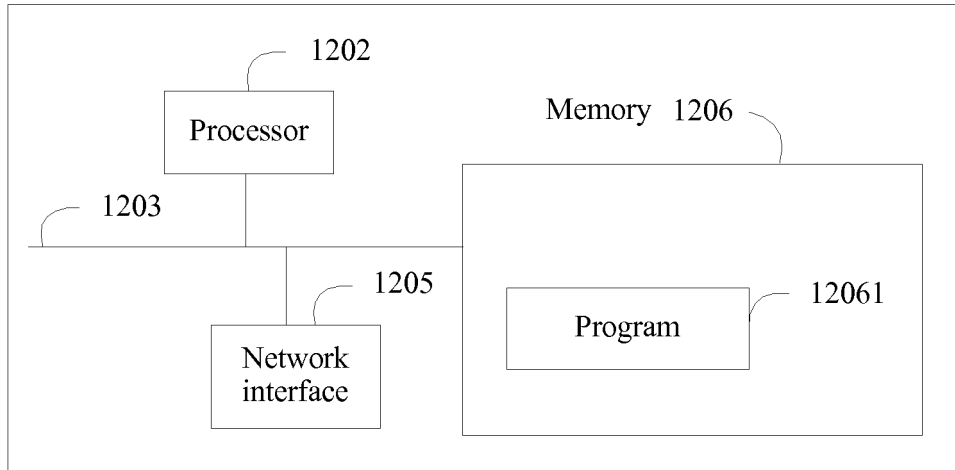 1202
Processor
Memory 1206
1203
1205
12061
Program
Network
interface